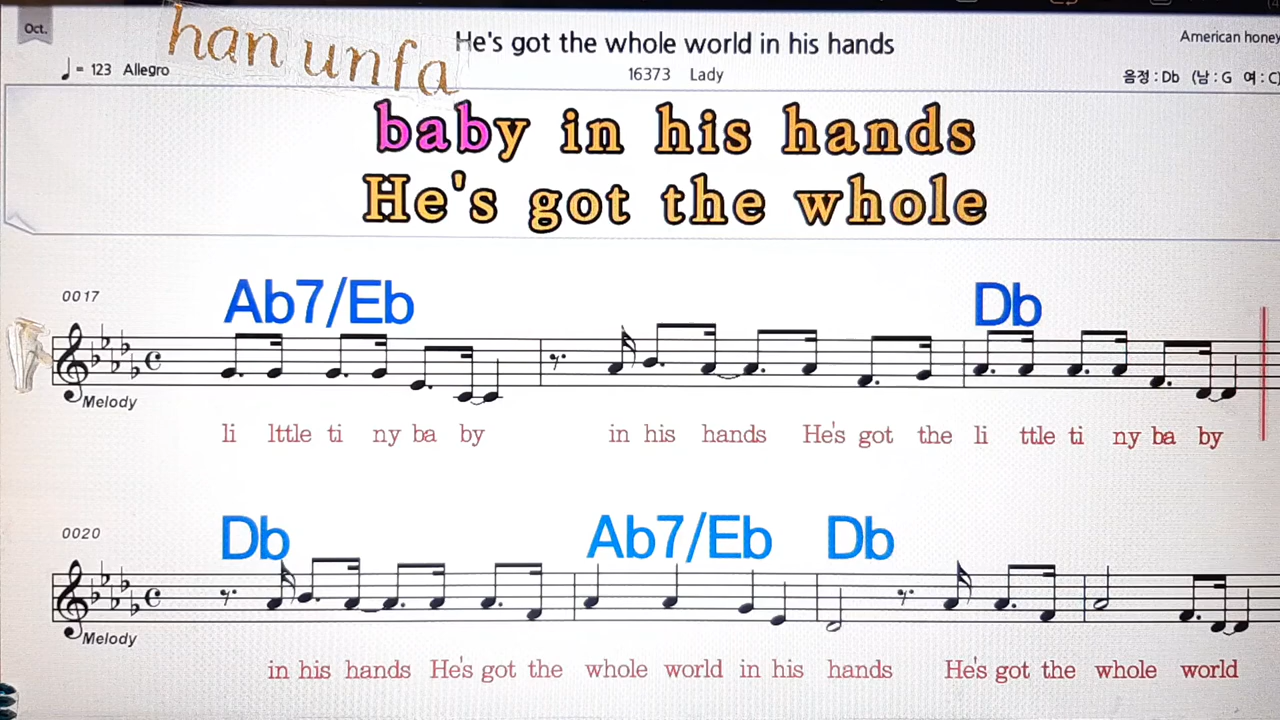 Oct.
han unfa
He's got the whole world in his hands
American honey
♩ = 123 Allegro
16373 Lady
음정 : Db (남 : G 여 : C)
baby in his hands
He's got the whole
0017
Ab7/Eb Db
Melody
li lttle ti ny ba by in his hands He's got the li ttle ti ny ba by
0020
Db Ab7/Eb Db
Melody
in his hands He's got the whole world in his hands He's got the whole world